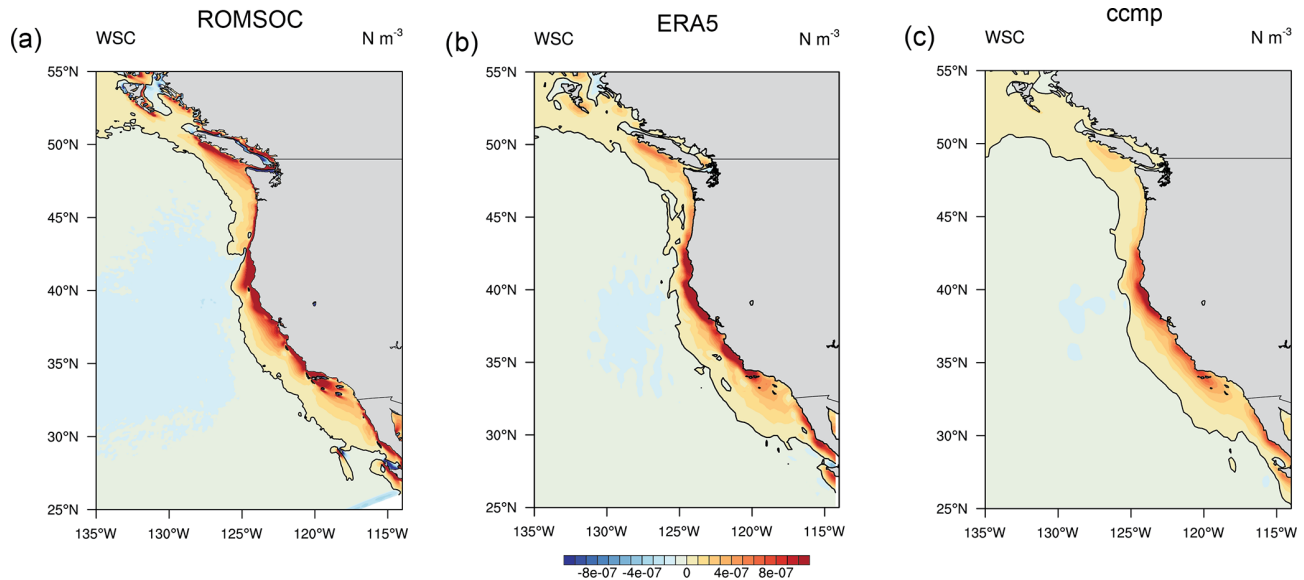 ROMSOC
(a)
WSC
N m-3
55°N
50°N
45°N
40°N
35°N
30°N
25°N
135°W
130°W
125°W
120°W
115°W
ERA5
(b)
WSC
N m-3
55°N
50°N
45°N
40°N
35°N
30°N
25°N
135°W
130°W
125°W
120°W
115°W
ccmp
(c)
WSC
N m-3
55°N
50°N
45°N
40°N
35°N
30°N
25°N
135°W
130°W
125°W
120°W
115°W
-8e-07 -4e-07 0 4e-07 8e-07